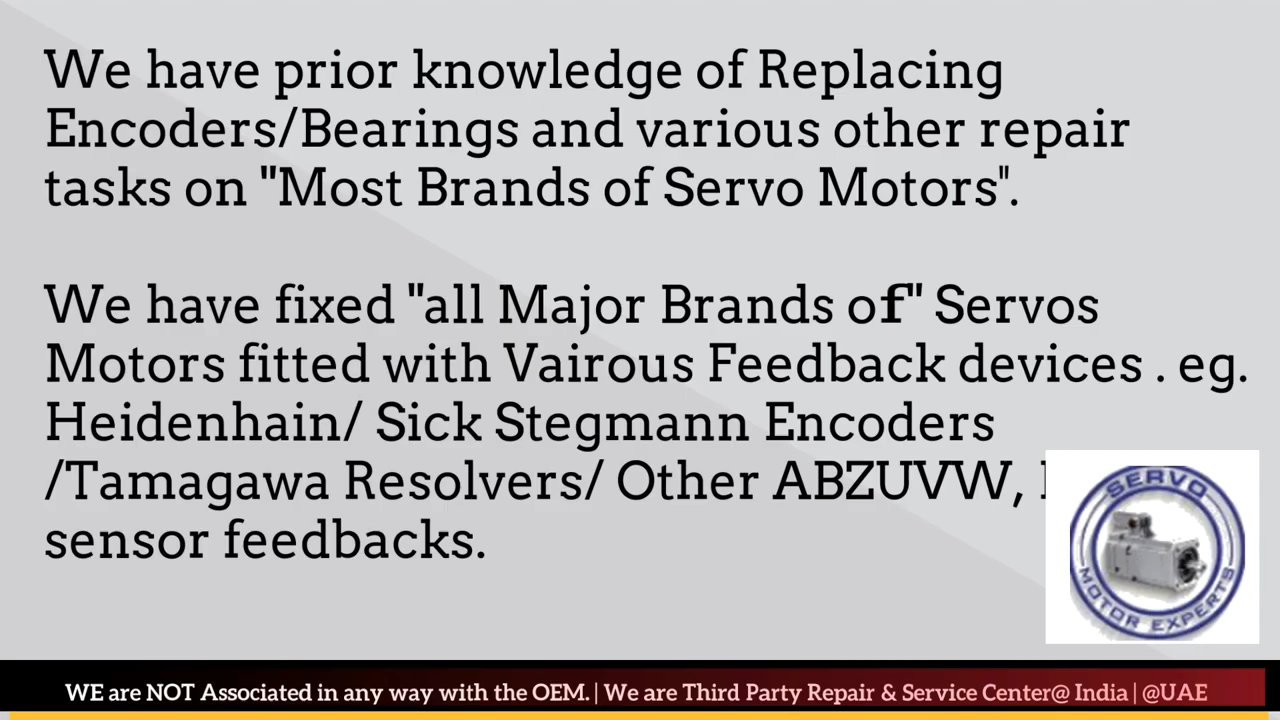 We have prior knowledge of Replacing
Encoders/Bearings and various other repair
tasks on "Most Brands of Servo Motors".
We have fixed "all Major Brands of" Servos
Motors fitted with Vairous Feedback devices . eg.
Heidenhain/ Sick Stegmann Encoders
/Tamagawa Resolvers/ Other ABZUVW,
sensor feedbacks.
SERVO
MOTOR EXPERTS
WE are NOT Associated in any way with the OEM. | We are Third Party Repair & Service Center@ India | @UAE